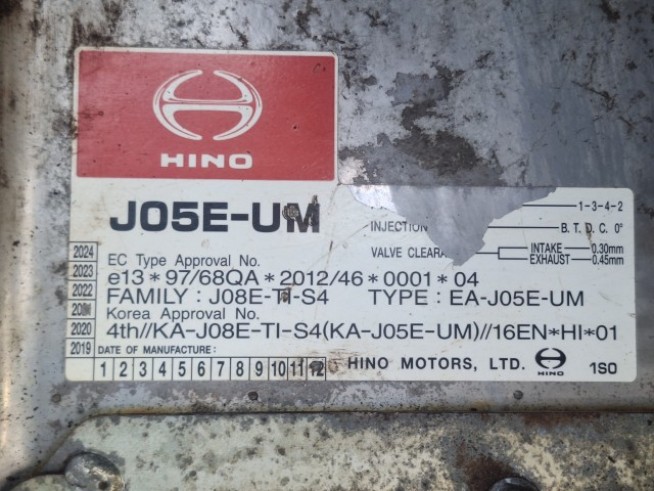 HINO
J05E-UM
1-3-4-2
INJECTION B. T. D. C. 0°
VALVE CLEARA INTAKE 0.30mm
EXHAUST 0.45mm
EC Type Approval No.
e13*97/68QA*2012/46*0001*04
FAMILY : J08E-TI-S4 TYPE : EA-J05E-UM
Korea Approval No.
4th//KA-J08E-TI-S4(KA-J05E-UM)//16EN*HI*01
2024
2023
2022
2020
2019
DATE OF MANUFACTURE:
1 2 3 4 5 6 7 8 9 10 11 12
HINO MOTORS, LTD. HINO 1SO